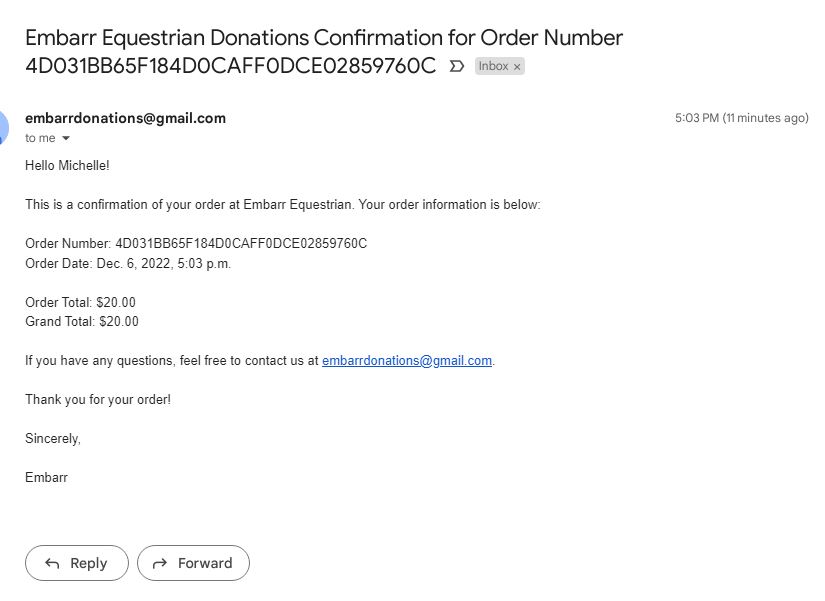 Embarr Equestrian Donations Confirmation for Order Number
4D031BB65F184D0CAFF0DCE02859760C Inbox ×
embarrdonations@gmail.com 5:03 PM (11 minutes ago)
to me
Hello Michelle!
This is a confirmation of your order at Embarr Equestrian. Your order information is below:
Order Number: 4D031BB65F184D0CAFF0DCE02859760C
Order Date: Dec. 6, 2022, 5:03 p.m.
Order Total: $20.00
Grand Total: $20.00
If you have any questions, feel free to contact us at embarrdonations@gmail.com.
Thank you for your order!
Sincerely,
Embarr
Reply Forward